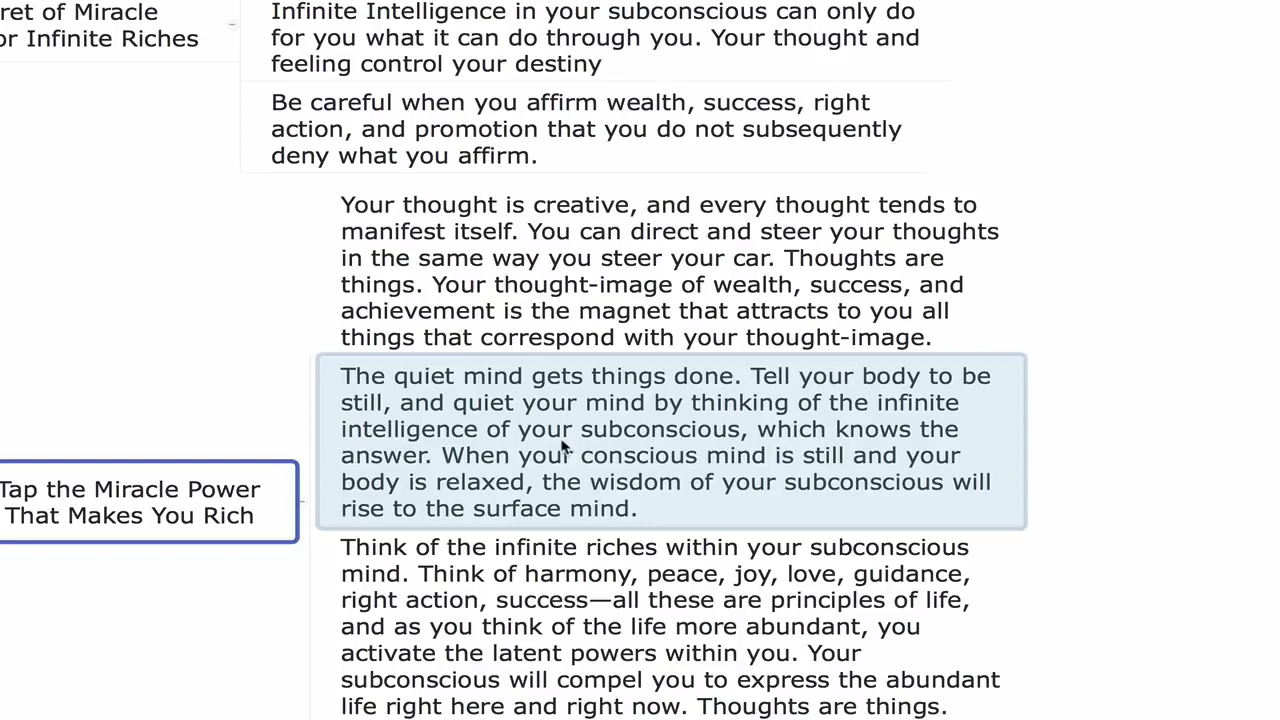 ret of Miracle
or Infinite Riches
Infinite Intelligence in your subconscious can only do
for you what it can do through you. Your thought and
feeling control your destiny
Be careful when you affirm wealth, success, right
action, and promotion that you do not subsequently
deny what you affirm.
Your thought is creative, and every thought tends to
manifest itself. You can direct and steer your thoughts
in the same way you steer your car. Thoughts are
things. Your thought-image of wealth, success, and
achievement is the magnet that attracts to you all
things that correspond with your thought-image.
The quiet mind gets things done. Tell your body to be
still, and quiet your mind by thinking of the infinite
intelligence of your subconscious, which knows the
answer. When your conscious mind is still and your
body is relaxed, the wisdom of your subconscious will
rise to the surface mind.
Tap the Miracle Power
That Makes You Rich
Think of the infinite riches within your subconscious
mind. Think of harmony, peace, joy, love, guidance,
right action, success—all these are principles of life,
and as you think of the life more abundant, you
activate the latent powers within you. Your
subconscious will compel you to express the abundant
life right here and right now. Thoughts are things.